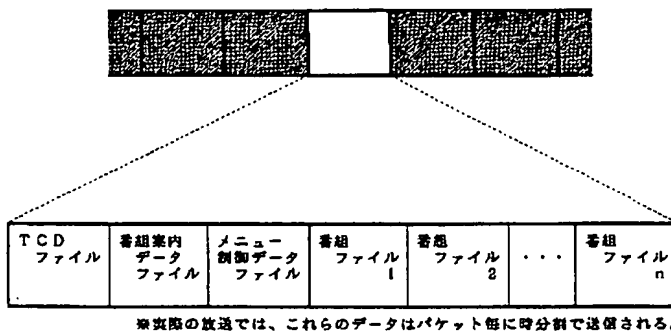 TCD
ファイル
番組案内
データ
ファイル
メニュー
制御データ
ファイル
番組
ファイル
1
番組
ファイル
2
・・・
番組
ファイル
n
※実際の放送では、これらのデータはパケット毎に時分割で送信される。